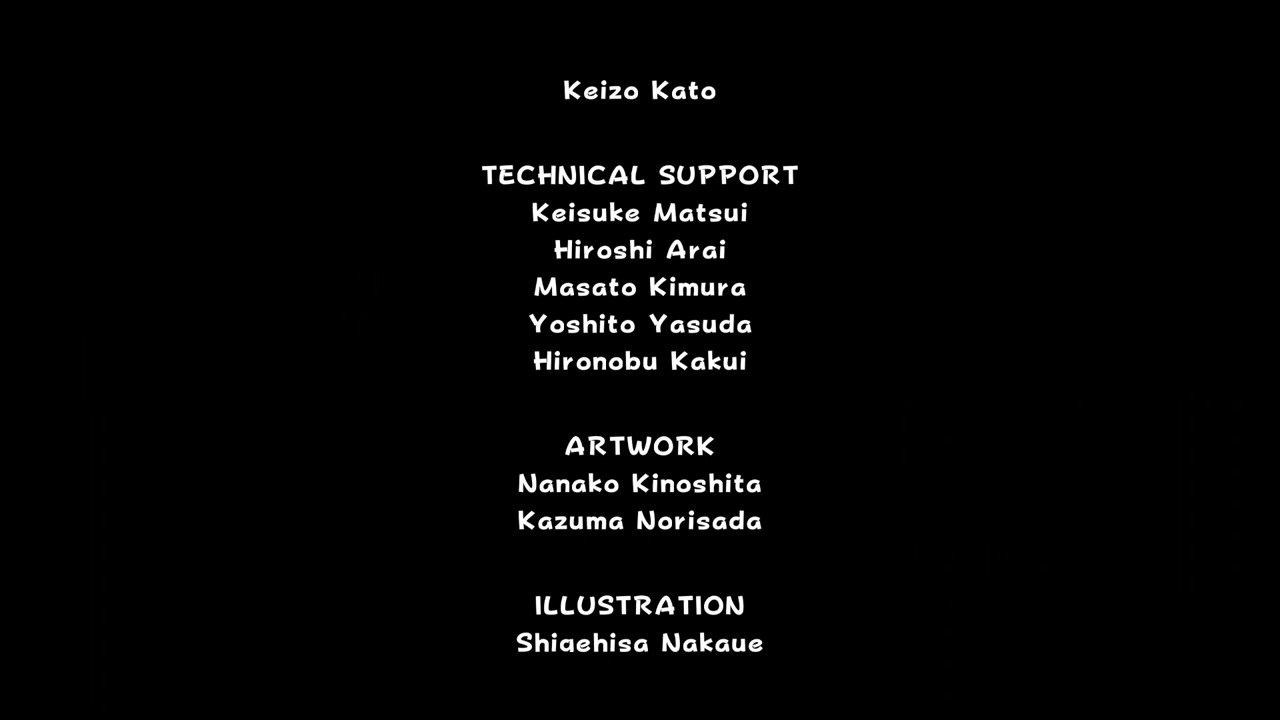 Keizo Kato
TECHNICAL SUPPORT
Keisuke Matsui
Hiroshi Arai
Masato Kimura
Yoshito Yasuda
Hironobu Kakui
ARTWORK
Nanako Kinoshita
Kazuma Norisada
ILLUSTRATION
Shigehisa Nakaue